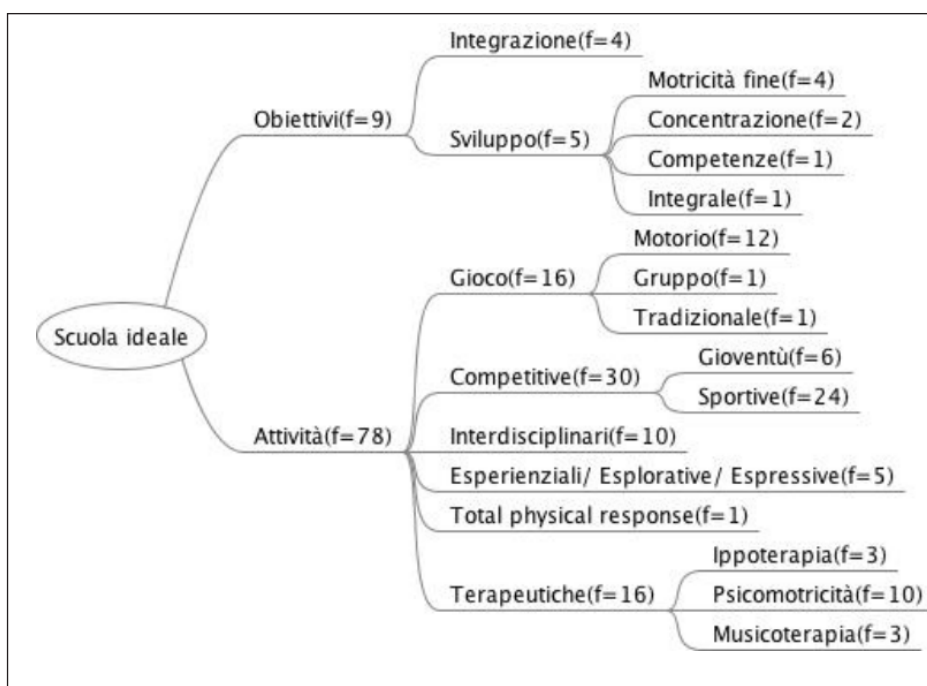 Scuola ideale
Obiettivi(f=9)
Integrazione(f=4)
Sviluppo(f=5)
Motricità fine(f=4)
Concentrazione(f=2)
Competenze(f=1)
Integrale(f=1)
Attività(f=78)
Gioco(f=16)
Motorio(f=12)
Gruppo(f=1)
Tradizionale(f=1)
Competitive(f=30)
Gioventù(f=6)
Sportive(f=24)
Interdisciplinari(f=10)
Esperienziali/ Esplorative/ Espressive(f=5)
Total physical response(f=1)
Terapeutiche(f=16)
Ippoterapia(f=3)
Psicomotricità(f=10)
Musicoterapia(f=3)